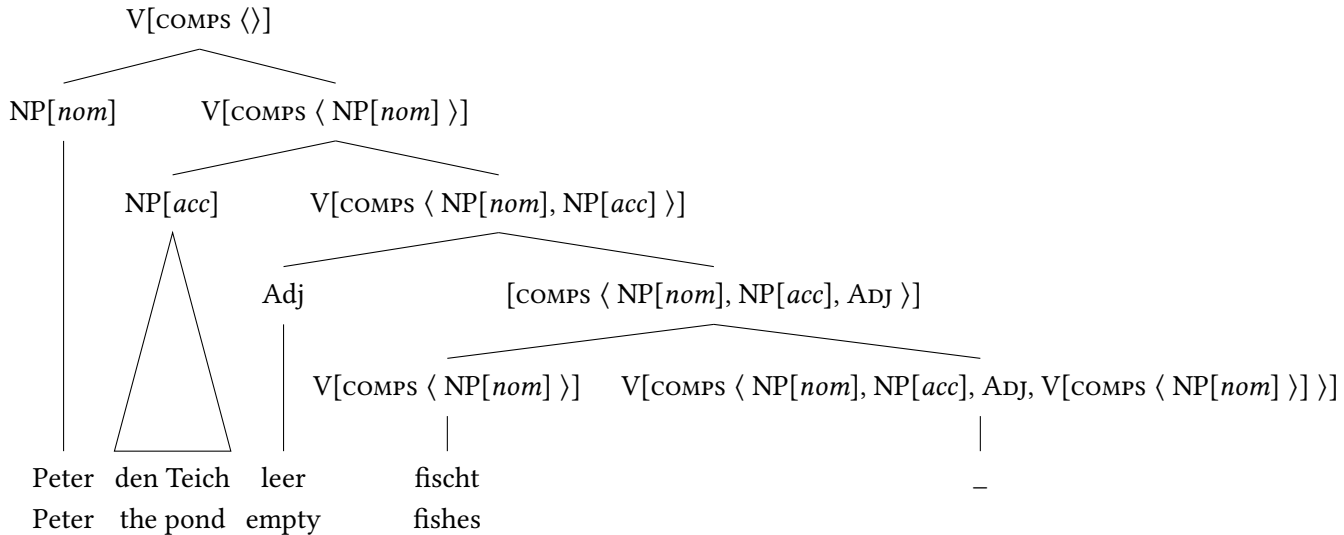 V[COMPS ⟨⟩]
NP[nom] V[COMPS ⟨ NP[nom] ⟩]
NP[acc] V[COMPS ⟨ NP[nom], NP[acc] ⟩]
Adj [COMPS ⟨ NP[nom], NP[acc], ADJ ⟩]
V[COMPS ⟨ NP[nom] ⟩] V[COMPS ⟨ NP[nom], NP[acc], ADJ, V[COMPS ⟨ NP[nom] ⟩] ⟩]
Peter den Teich leer fischt _
Peter the pond empty fishes